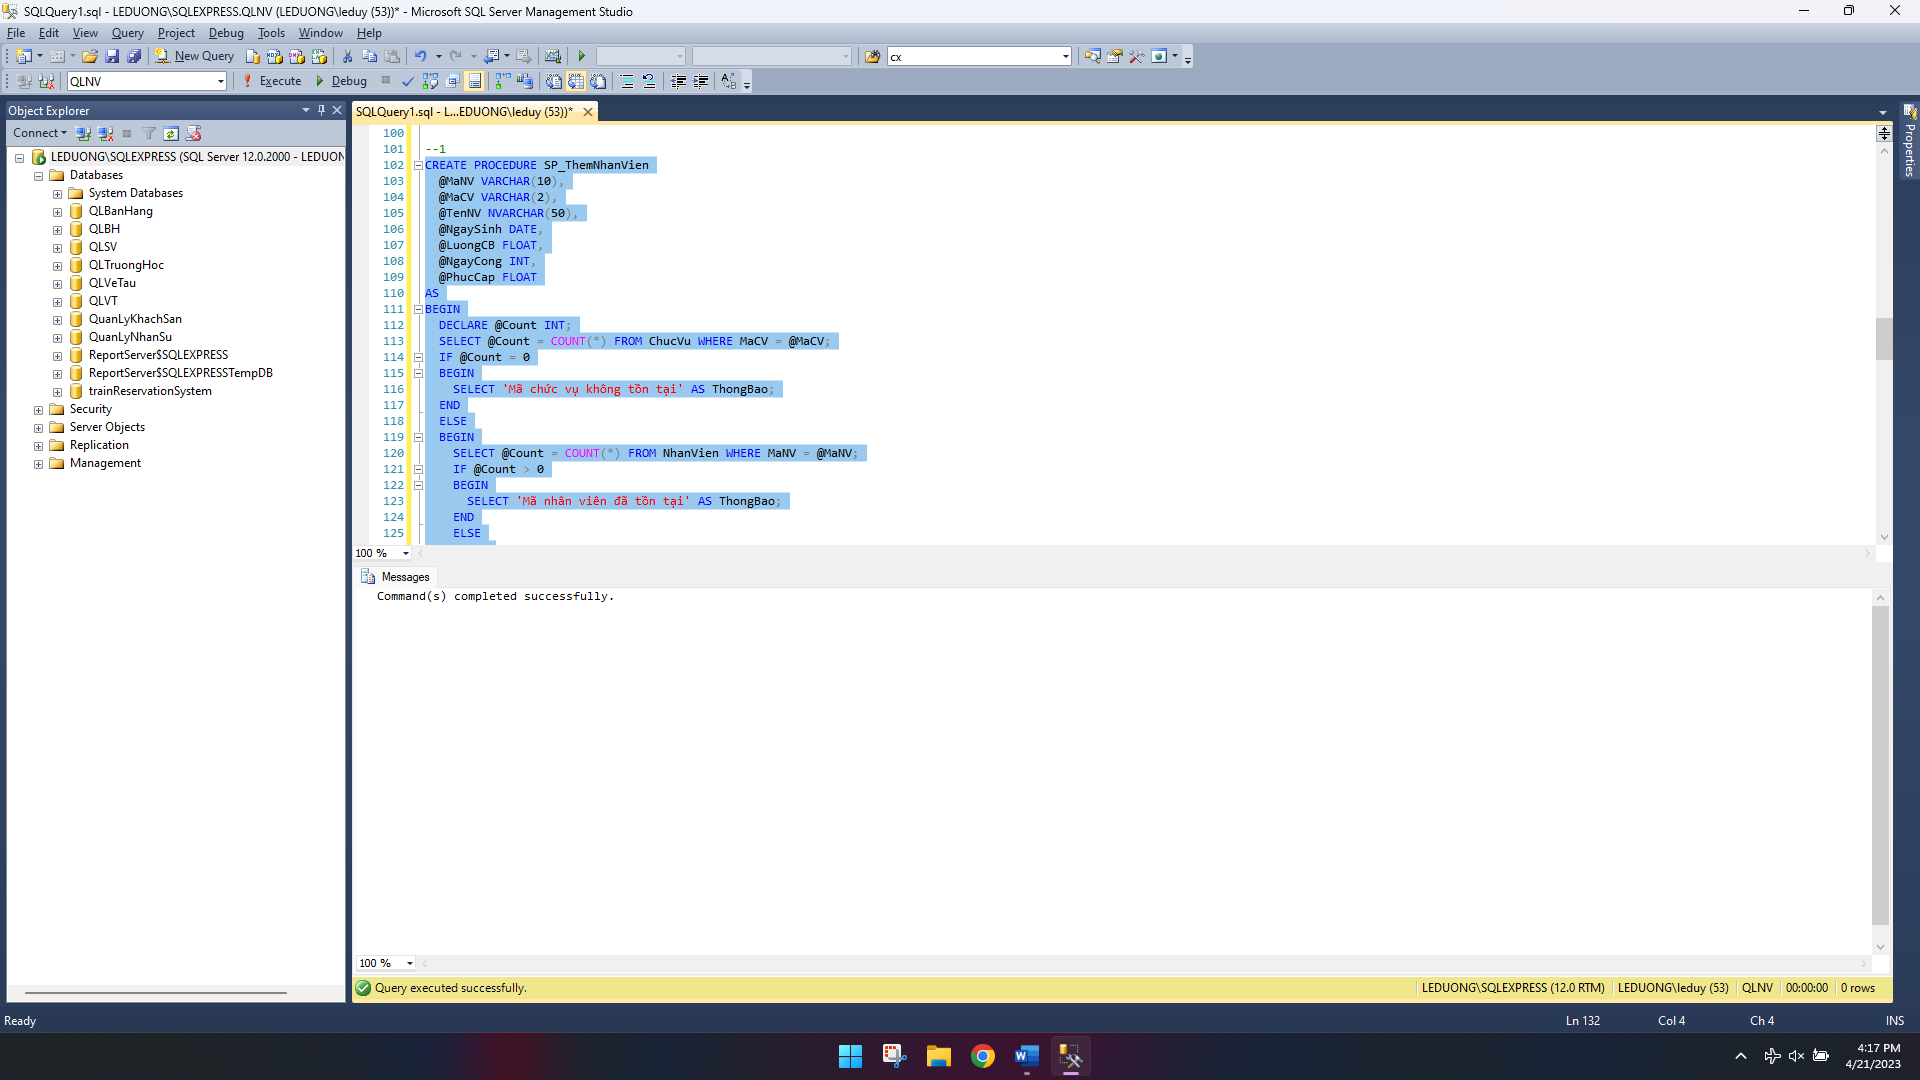 SQLQuery1.sql - LEDUONG\SQLEXPRESS.QLNV (LEDUONG\leduy (53))* - Microsoft SQL Server Management Studio
File Edit View Query Project Debug Tools Window Help
New Query cx
QLNV Execute Debug
Object Explorer
Connect
LEDUONG\SQLEXPRESS (SQL Server 12.0.2000 - LEDUON
Databases
System Databases
QLBanHang
QLBH
QLSV
QLTruongHoc
QLVeTau
QLVT
QuanLyKhachSan
QuanLyNhanSu
ReportServer$SQLEXPRESS
ReportServer$SQLEXPRESSTempDB
trainReservationSystem
Security
Server Objects
Replication
Management
SQLQuery1.sql - L...EDUONG\leduy (53))*
100
101 --1
102 CREATE PROCEDURE SP_ThemNhanVien
103 @MaNV VARCHAR(10),
104 @MaCV VARCHAR(2),
105 @TenNV NVARCHAR(50),
106 @NgaySinh DATE,
107 @LuongCB FLOAT,
108 @NgayCong INT,
109 @PhucCap FLOAT
110 AS
111 BEGIN
112 DECLARE @Count INT;
113 SELECT @Count = COUNT(*) FROM ChucVu WHERE MaCV = @MaCV;
114 IF @Count = 0
115 BEGIN
116 SELECT 'Mã chức vụ không tồn tại' AS ThongBao;
117 END
118 ELSE
119 BEGIN
120 SELECT @Count = COUNT(*) FROM NhanVien WHERE MaNV = @MaNV;
121 IF @Count > 0
122 BEGIN
123 SELECT 'Mã nhân viên đã tồn tại' AS ThongBao;
124 END
125 ELSE
100 %
Messages
Command(s) completed successfully.
100 %
Query executed successfully. LEDUONG\SQLEXPRESS (12.0 RTM) LEDUONG\leduy (53) QLNV 00:00:00 0 rows
Properties
Ready Ln 132 Col 4 Ch 4 INS
4:17 PM
4/21/2023